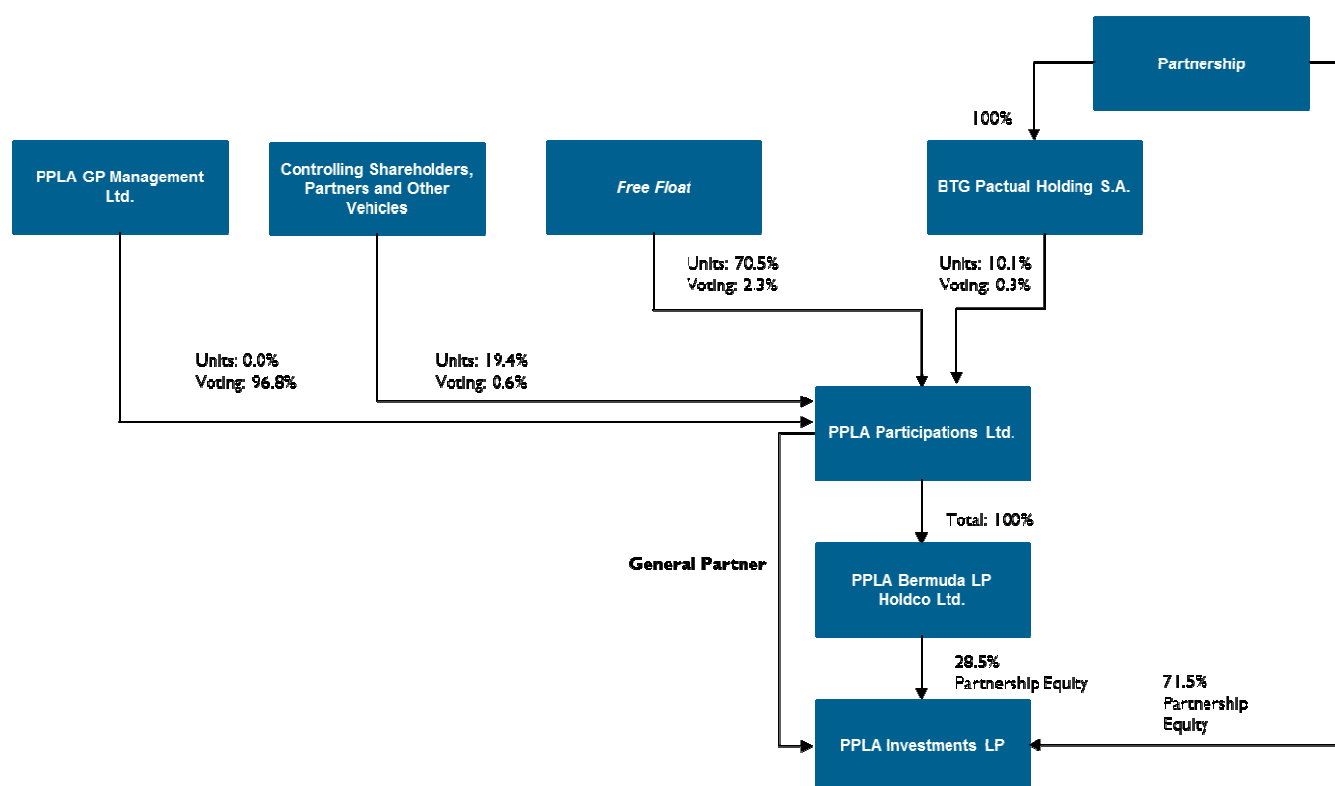 Partnership
100%
PPLA GP Management
Ltd.
Controlling Shareholders,
Partners and Other
Vehicles
Free Float
BTG Pactual Holding S.A.
Units: 70.5%
Voting: 2.3%
Units: 10.1%
Voting: 0.3%
Units: 0.0%
Voting: 96.8%
Units: 19.4%
Voting: 0.6%
PPLA Participations Ltd.
Total: 100%
General Partner
PPLA Bermuda LP
Holdco Ltd.
28.5%
Partnership Equity
71.5%
Partnership
Equity
PPLA Investments LP